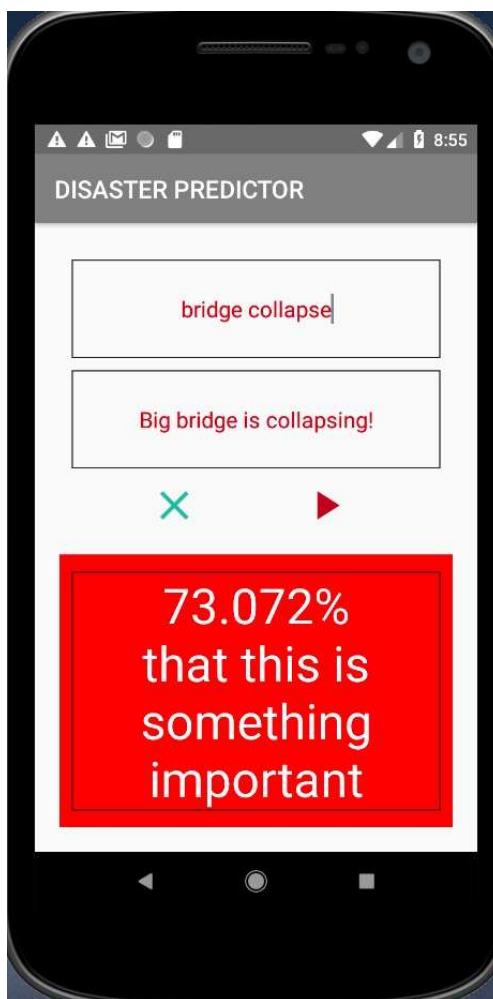 8:55
DISASTER PREDICTOR
bridge collapse
Big bridge is collapsing!
73.072%
that this is
something
important